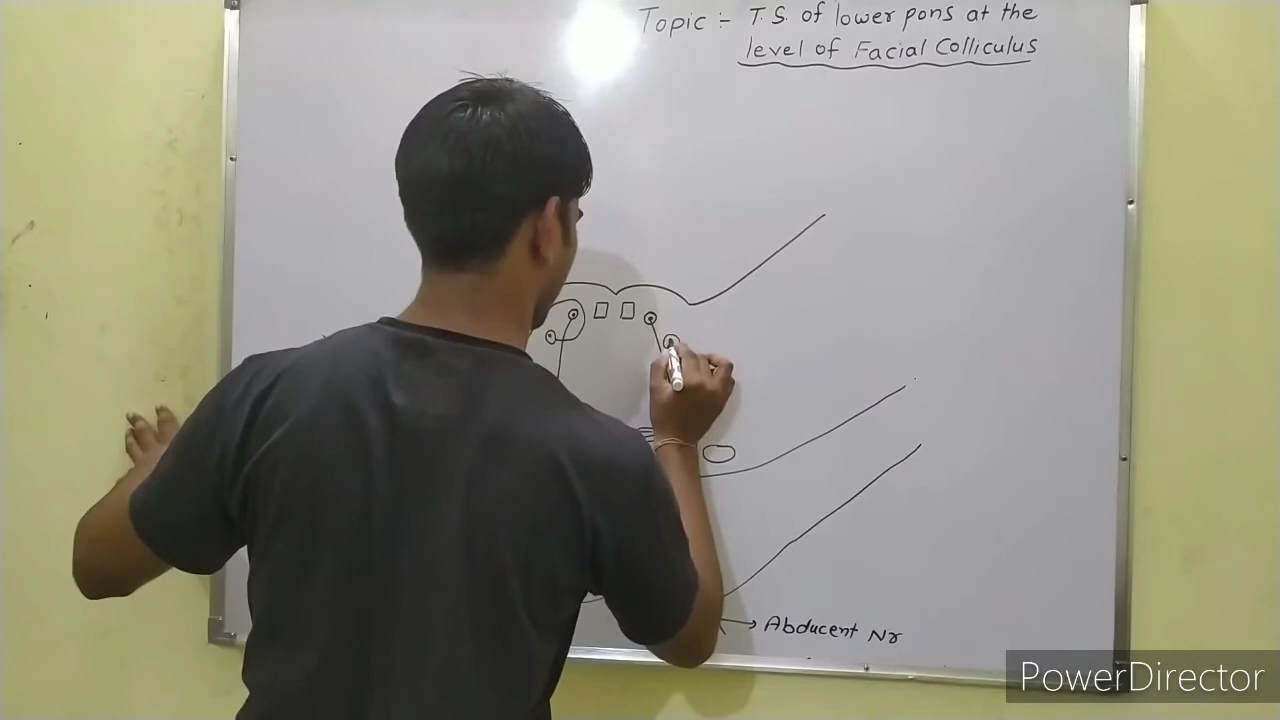 Topic :- T.S. of lower pons at the
level of Facial Colliculus
Abducent Nr
PowerDirector